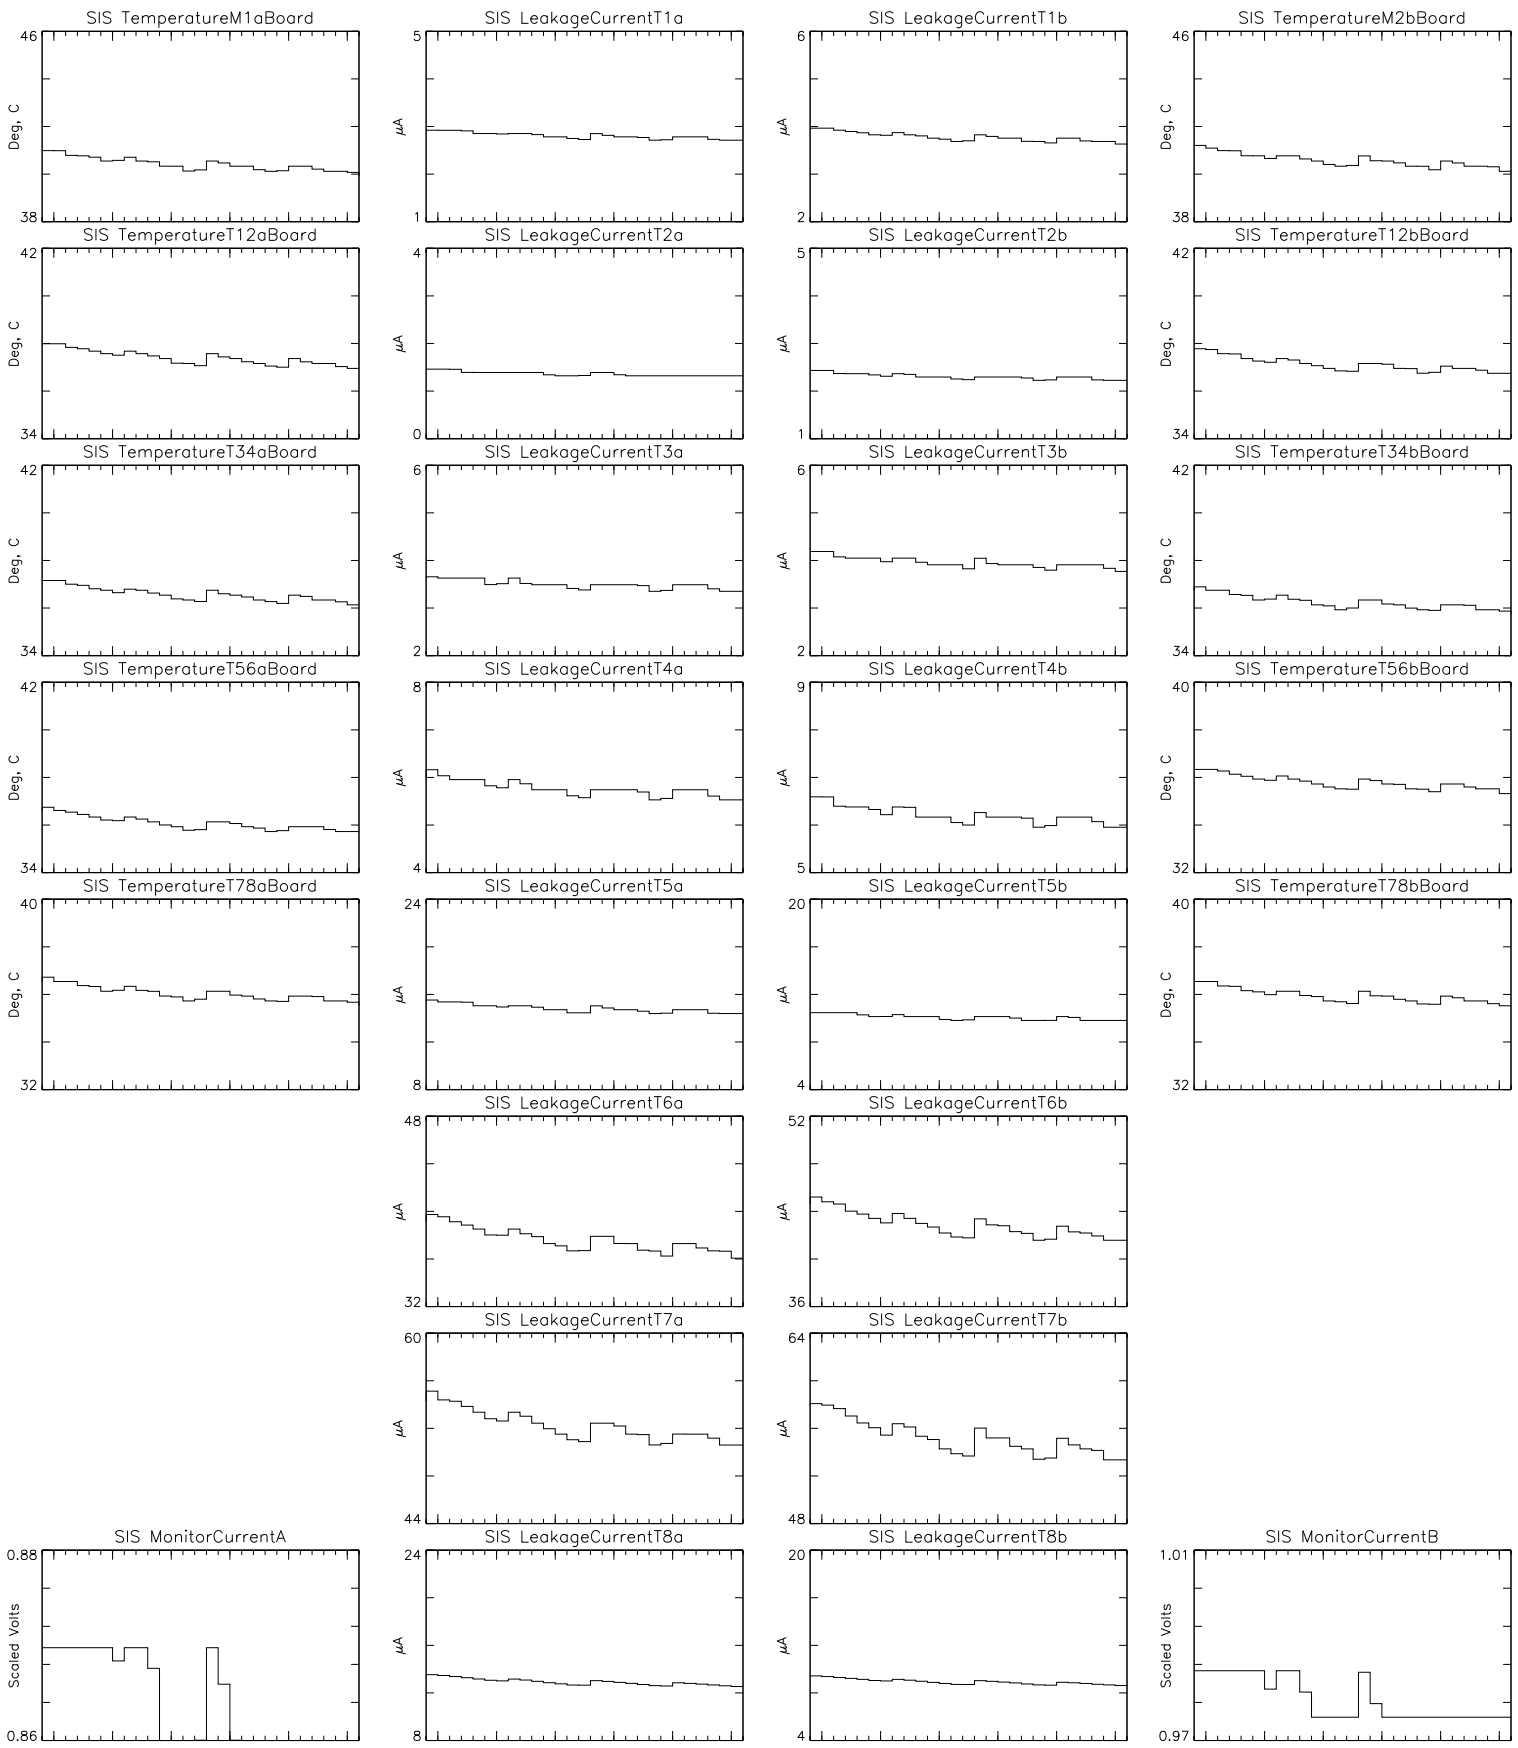 SIS TemperatureM1aBoard
46
Deg, C
38
SIS LeakageCurrentT1a
5
μA
1
SIS LeakageCurrentT1b
6
μA
2
SIS TemperatureM2bBoard
46
Deg, C
38
SIS TemperatureT12aBoard
42
Deg, C
34
SIS LeakageCurrentT2a
4
μA
0
SIS LeakageCurrentT2b
5
μA
1
SIS TemperatureT12bBoard
42
Deg, C
34
SIS TemperatureT34aBoard
42
Deg, C
34
SIS LeakageCurrentT3a
6
μA
2
SIS LeakageCurrentT3b
6
μA
2
SIS TemperatureT34bBoard
42
Deg, C
34
SIS TemperatureT56aBoard
42
Deg, C
34
SIS LeakageCurrentT4a
8
μA
4
SIS LeakageCurrentT4b
9
μA
5
SIS TemperatureT56bBoard
40
Deg, C
32
SIS TemperatureT78aBoard
40
Deg, C
32
SIS LeakageCurrentT5a
24
μA
8
SIS LeakageCurrentT5b
20
μA
4
SIS TemperatureT78bBoard
40
Deg, C
32
SIS LeakageCurrentT6a
48
μA
32
SIS LeakageCurrentT6b
52
μA
36
SIS LeakageCurrentT7a
60
μA
44
SIS LeakageCurrentT7b
64
μA
48
SIS MonitorCurrentA
0.88
Scaled Volts
0.86
SIS LeakageCurrentT8a
24
μA
8
SIS LeakageCurrentT8b
20
μA
4
SIS MonitorCurrentB
1.01
Scaled Volts
0.97